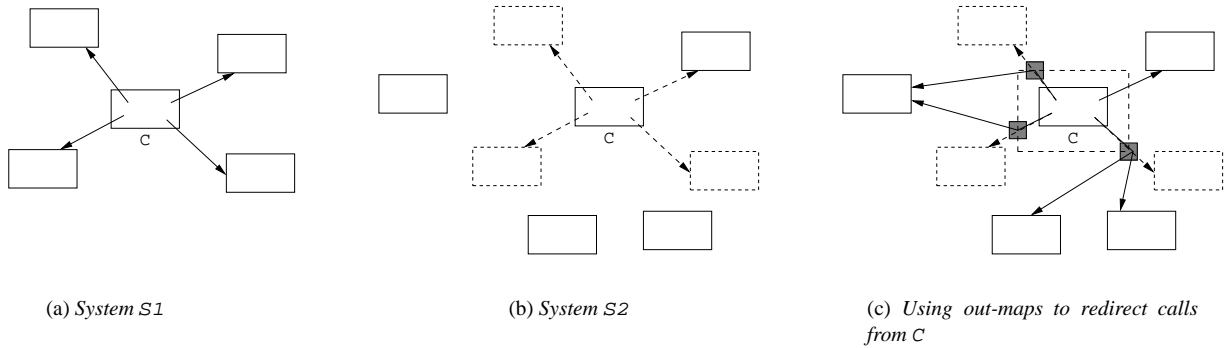 C
C
C
(a) System S1
(b) System S2
(c) Using out-maps to redirect calls
from C